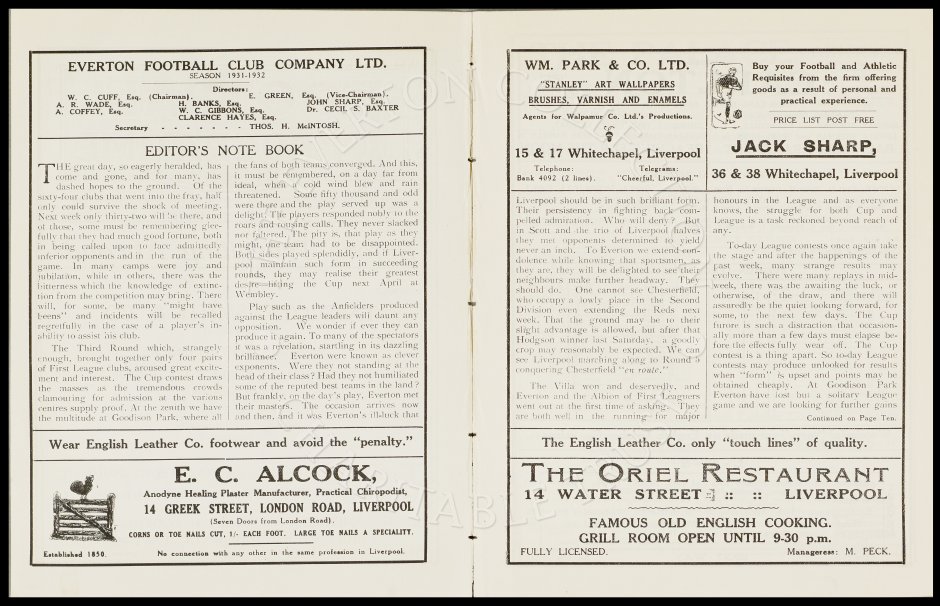 EVERTON FOOTBALL CLUB COMPANY LTD.
SEASON 1931-1932
Directors:
W. C. CUFF, Esq. (Chairman). E. GREEN, Esq. (Vice-Chairman).
A. R. WADE, Esq. H. BANKS, Esq. JOHN SHARP, Esq.
A. COFFEY, Esq. W. C. GIBBONS, Esq. Dr. CECIL S. BAXTER
CLARENCE HAYES, Esq.
Secretary - - - - - - - THOS. H. McINTOSH.
EDITOR'S NOTE BOOK
THE great day, so eagerly heralded, has
come and gone, and for many, has
dashed hopes to the ground. Of the
sixty-four clubs that went into the fray, half
only could survive the shock of meeting.
Next week only thirty-two will be there, and
of those, some must be remembering glee-
fully that they had much good fortune, both
in being called upon to face admittedly
inferior opponents and in the run of the
game. In many camps were joy and
jubilation, while in others, there was the
bitterness which the knowledge of extinc-
tion from the competition may bring. There
will, for some, be many "might have
beens" and incidents will be recalled
regretfully in the case of a player's in-
ability to assist his club.
The Third Round which, strangely
enough, brought together only four pairs
of First League clubs, aroused great excite-
ment and interest. The Cup contest draws
the masses as the tremendous crowds
clamouring for admission at the various
centres supply proof. At the zenith we have
the multitude at Goodison Park, where all
the fans of both teams converged. And this,
it must be remembered, on a day far from
ideal, when a cold wind blew and rain
threatened. Some fifty thousand and odd
were there and the play served up was a
delight. The players responded nobly to the
roars and rousing calls. They never slacked
nor faltered. The pity is, that play as they
might, one team had to be disappointed.
Both sides played splendidly, and if Liver-
pool maintain such form in succeeding
rounds, they may realise their greatest
desire—biting the Cup next April at
Wembley.
Play such as the Anfielders produced
against the League leaders will daunt any
opposition. We wonder if ever they can
produce it again. To many of the spectators
it was a revelation, startling in its dazzling
brilliance. Everton were known as clever
exponents. Were they not standing at the
head of their class? Had they not humiliated
some of the reputed best teams in the land?
But frankly, on the day's play, Everton met
their masters. The occasion arrives now
and then, and it was Everton's ill-luck that
Wear English Leather Co. footwear and avoid the "penalty."
E. C. ALCOCK,
Anodyne Healing Plaster Manufacturer, Practical Chiropodist,
14 GREEK STREET, LONDON ROAD, LIVERPOOL
(Seven Doors from London Road).
CORNS OR TOE NAILS CUT, 1/- EACH FOOT. LARGE TOE NAILS A SPECIALITY.
Established 1850. No connection with any other in the same profession in Liverpool.
WM. PARK & CO. LTD.
"STANLEY" ART WALLPAPERS
BRUSHES, VARNISH AND ENAMELS
Agents for Walpamur Co. Ltd.'s Productions.
15 & 17 Whitechapel, Liverpool
Telephone: Telegrams:
Bank 4092 (2 lines). "Cheerful, Liverpool."
Buy your Football and Athletic
Requisites from the firm offering
goods as a result of personal and
practical experience.
PRICE LIST POST FREE
JACK SHARP,
36 & 38 Whitechapel, Liverpool
Liverpool should be in such brilliant form.
Their persistency in fighting back com-
pelled admiration. Who will deny? But
in Scott and the trio of Liverpool halves
they met opponents determined to yield
never an inch. To Everton we extend con-
dolence while knowing that sportsmen, as
they are, they will be delighted to see their
neighbours make further headway. They
should do. One cannot see Chesterfield,
who occupy a lowly place in the Second
Division even extending the Reds next
week. That the ground may be to their
slight advantage is allowed, but after that
Hodgson winner last Saturday, a goodly
crop may reasonably be expected. We can
see Liverpool marching along to Round 5
conquering Chesterfield "en route."
The Villa won and deservedly, and
Everton and the Albion of First Leaguers
went out at the first time of asking. They
are both well in the running for major
honours in the League and as everyone
knows, the struggle for both Cup and
League is a task reckoned beyond reach of
any.
To-day League contests once again take
the stage and after the happenings of the
past week, many strange results may
evolve. There were many replays in mid-
week, there was the awaiting the luck, or
otherwise, of the draw, and there will
assuredly be the quiet looking forward, for
some, to the next few days. The Cup
furore is such a distraction that occasion-
ally more than a few days must elapse be-
fore the effects fully wear off. The Cup
contest is a thing apart. So to-day League
contests may produce unlooked for results
when "form" is upset and points may be
obtained cheaply. At Goodison Park
Everton have lost but a solitary League
game and we are looking for further gains
Continued on Page Ten.
The English Leather Co. only "touch lines" of quality.
THE ORIEL RESTAURANT
14 WATER STREET :: :: :: LIVERPOOL
FAMOUS OLD ENGLISH COOKING.
GRILL ROOM OPEN UNTIL 9-30 p.m.
FULLY LICENSED. Manageress: M. PECK.